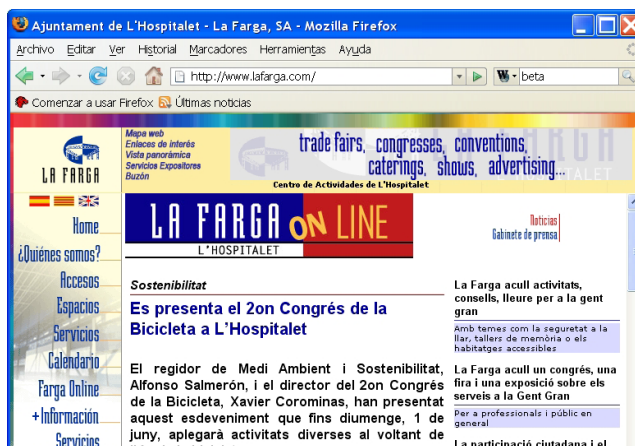 Ajuntament de L'Hospitalet - La Farga, SA - Mozilla Firefox
Archivo Editar Ver Historial Marcadores Herramientas Ayuda
http://www.lafarga.com/
W beta
Comenzar a usar Firefox Últimas noticias
LA FARGA
Mapa web
Enlaces de interés
Vista panorámica
Servicios Expositores
Buzón
trade fairs, congresses, conventions,
caterings, shows, advertising...
Centro de Actividades de L'Hospitalet
Home
¿Quiénes somos?
Accesos
Espacios
Servicios
Calendario
Farga Online
+Información
Servicios
LA FARGA ON LINE
L'HOSPITALET
Noticias
Gabinete de prensa
Sostenibilitat
Es presenta el 2on Congrés de la
Bicicleta a L'Hospitalet
El regidor de Medi Ambient i Sostenibilitat,
Alfonso Salmerón, i el director del 2on Congrés
de la Bicicleta, Xavier Corominas, han presentat
aquest esdeveniment que fins diumenge, 1 de
juny, aplegarà activitats diverses al voltant de
La Farga acull activitats,
consells, lleure per a la gent
gran
Amb temes com la seguretat a la
llar, tallers de memòria o els
habitatges accessibles
La Farga acull un congrés, una
fira i una exposició sobre els
serveis a la Gent Gran
Per a professionals i públic en
general
La participació ciutadana i el